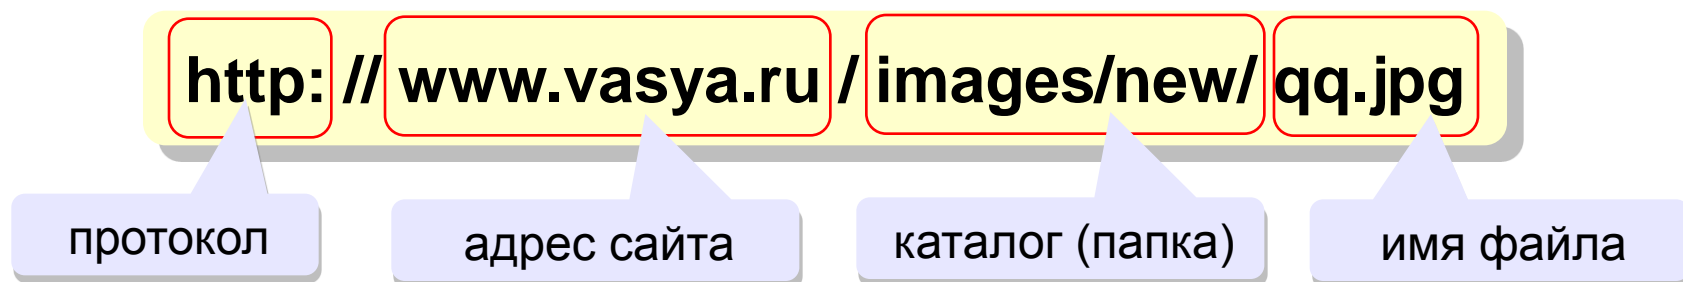 http: // www.vasya.ru / images/new/ qq.jpg
протокол
адрес сайта
каталог (папка)
имя файла